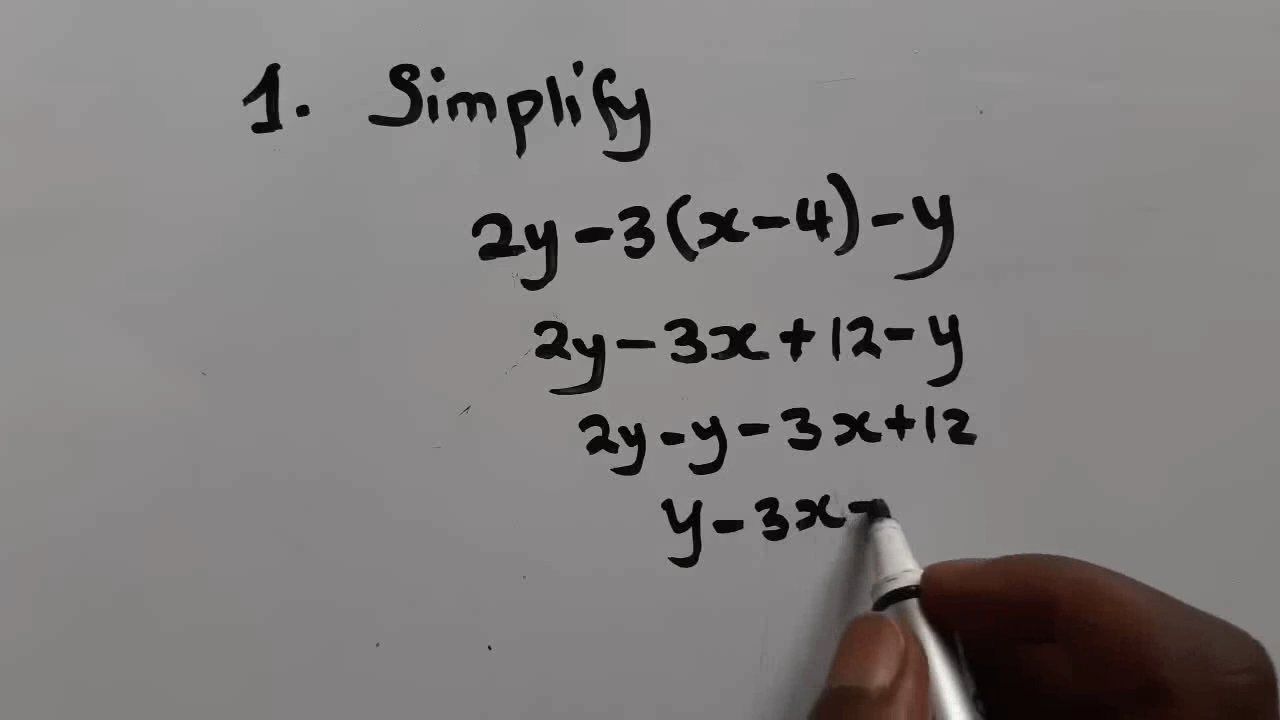 1. Simplify
2y-3(x-4)-y
2y-3x+12-y
2y-y-3x+12
y-3x-